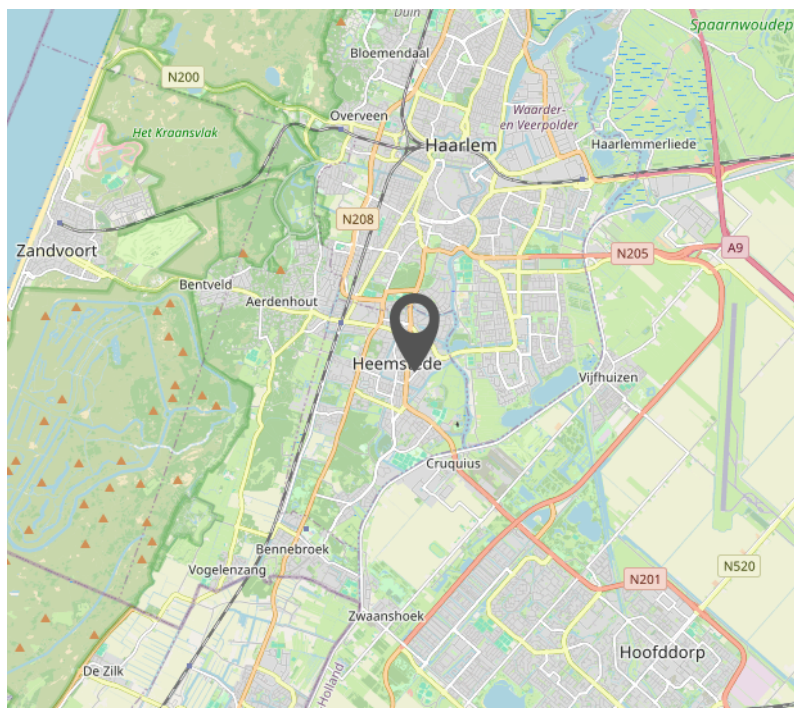 Duin
Spaarnwoudep
Bloemendaal
N200
Overveen
Waarder-
en Veerpolder
Het Kraansvlak
Haarlem
Haarlemmerliede
N208
A9
Zandvoort
N205
Bentveld
Aerdenhout
Heemstede
Vijfhuizen
Cruquius
Bennebroek
Vogelenzang
N520
N201
Zwaanshoek
Hoofddorp
De Zilk
-Holland